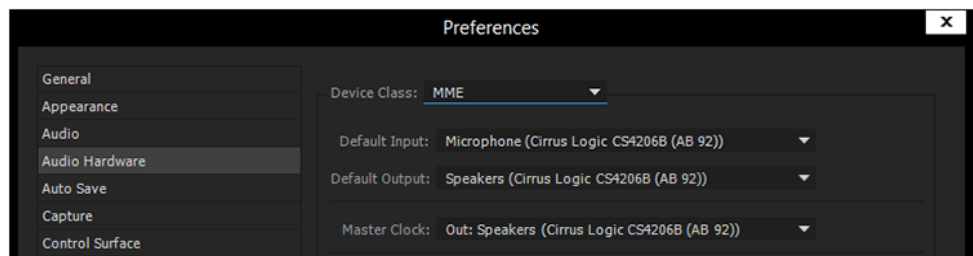 Preferences
x
General
Appearance
Audio
Audio Hardware
Auto Save
Capture
Control Surface
Device Class: MME
Default Input: Microphone (Cirrus Logic CS4206B (AB 92))
Default Output: Speakers (Cirrus Logic CS4206B (AB 92))
Master Clock: Out: Speakers (Cirrus Logic CS4206B (AB 92))